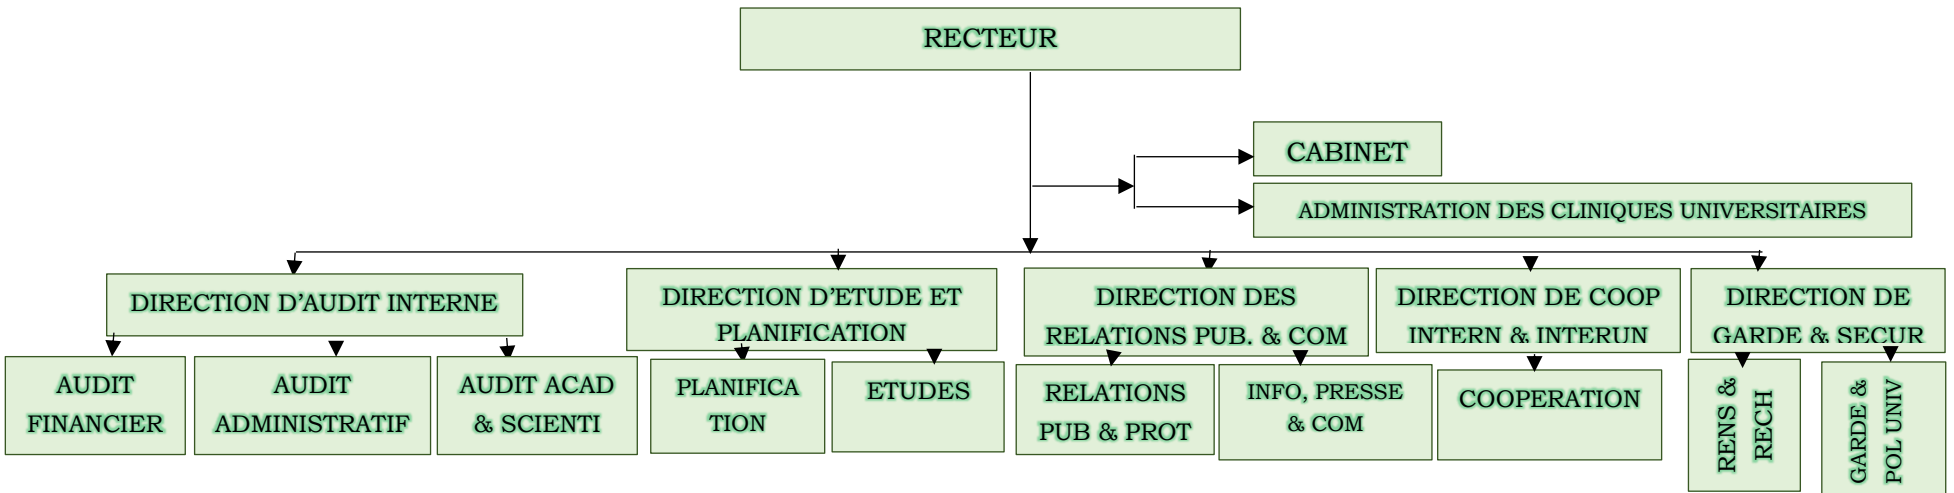 RECTEUR
CABINET
ADMINISTRATION DES CLINIQUES UNIVERSITAIRES
DIRECTION D'AUDIT INTERNE
DIRECTION D'ETUDE ET
PLANIFICATION
DIRECTION DES
RELATIONS PUB. & COM
DIRECTION DE COOP
INTERN & INTERUN
DIRECTION DE
GARDE & SECUR
AUDIT
FINANCIER
AUDIT
ADMINISTRATIF
AUDIT ACAD
& SCIENTI
PLANIFICA
TION
ETUDES
RELATIONS
PUB & PROT
INFO, PRESSE
& COM
COOPERATION
RENS &
RECH
GARDE &
POL UNIV